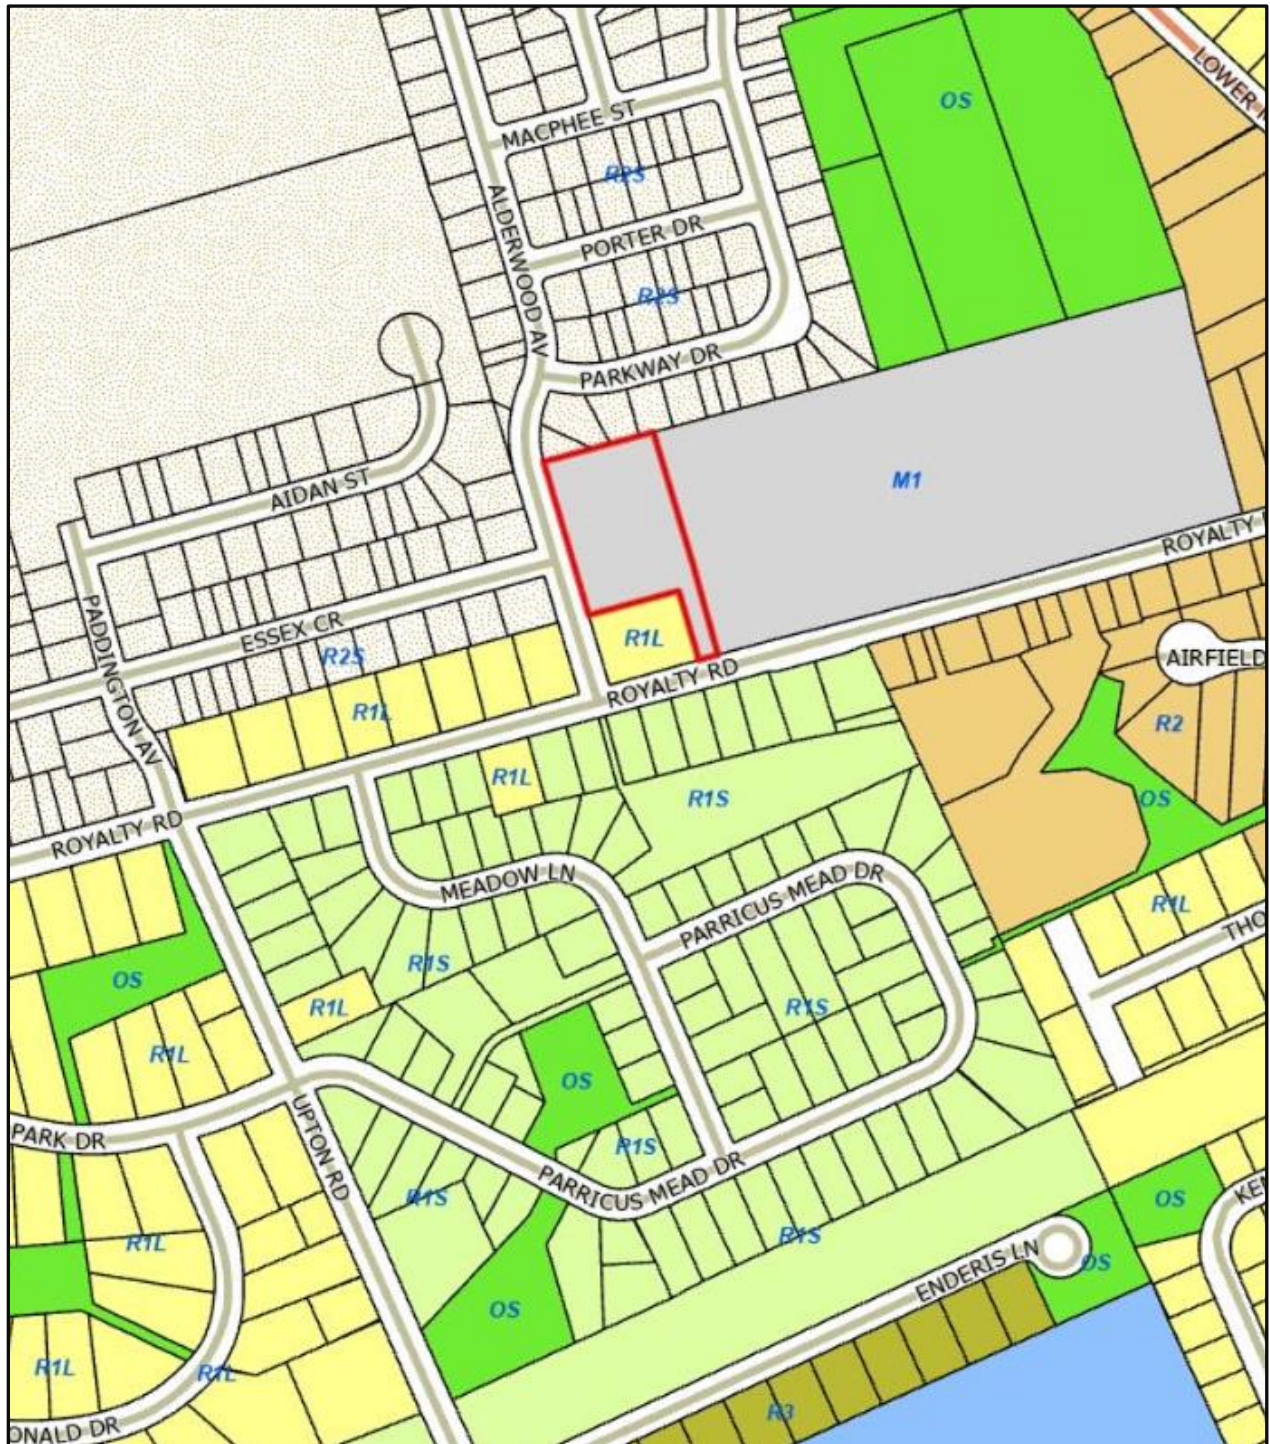 LOWER
OS
MACPHEE ST
R2S
ALDERWOOD AV
PORTER DR
R2S
PARKWAY DR
M1
AIDAN ST
ROYALTY
PADDINGTON AV
ESSEX CR
R2S
R1L
AIRFIELD
ROYALTY RD
R1L
R2
R1L
R1S
OS
ROYALTY RD
MEADOW LN
PARRICUS MEAD DR
R1L
THO
R1S
OS
R1L
R1S
R1L
OS
PARK DR
UPTON RD
R1S
PARRICUS MEAD DR
R1S
OS
KEN
R1S
R1L
ENDERIS LN
OS
OS
R1L
R1L
R3
ONALD DR